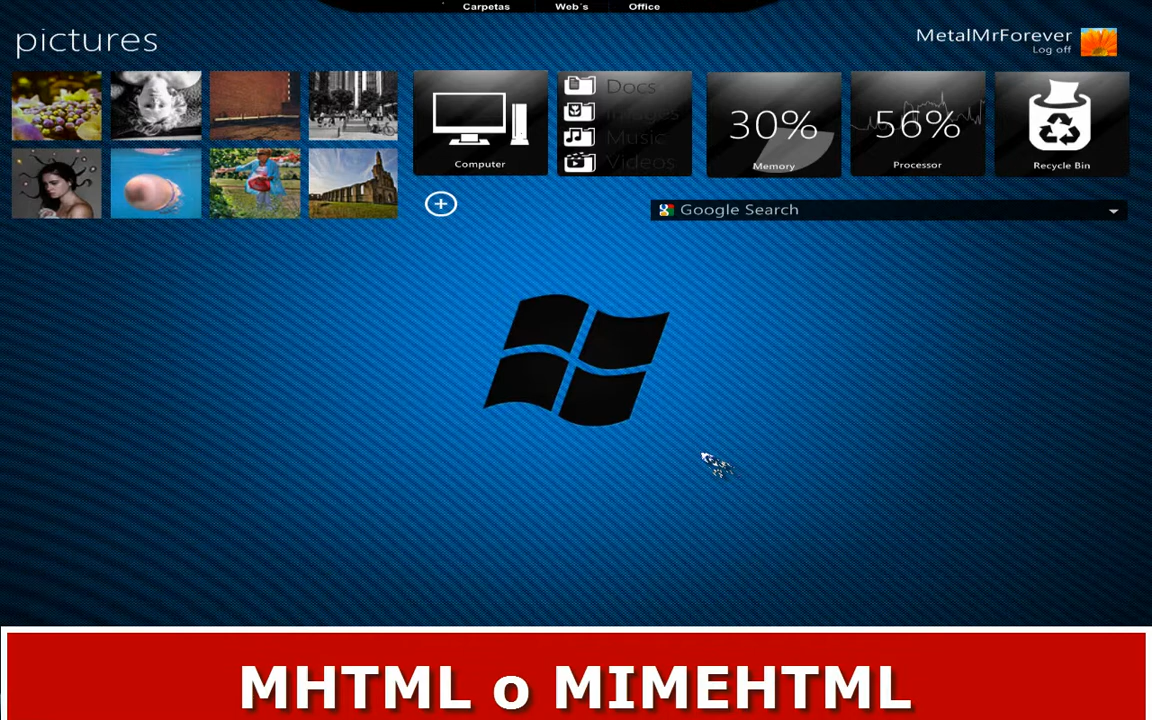 Carpetas Web´s Office
pictures
MetalMrForever
Log off
Docs
Images
Music
Videos
Computer
30%
Memory
56%
Processor
Recycle Bin
Google Search
MHTML o MIMEHTML